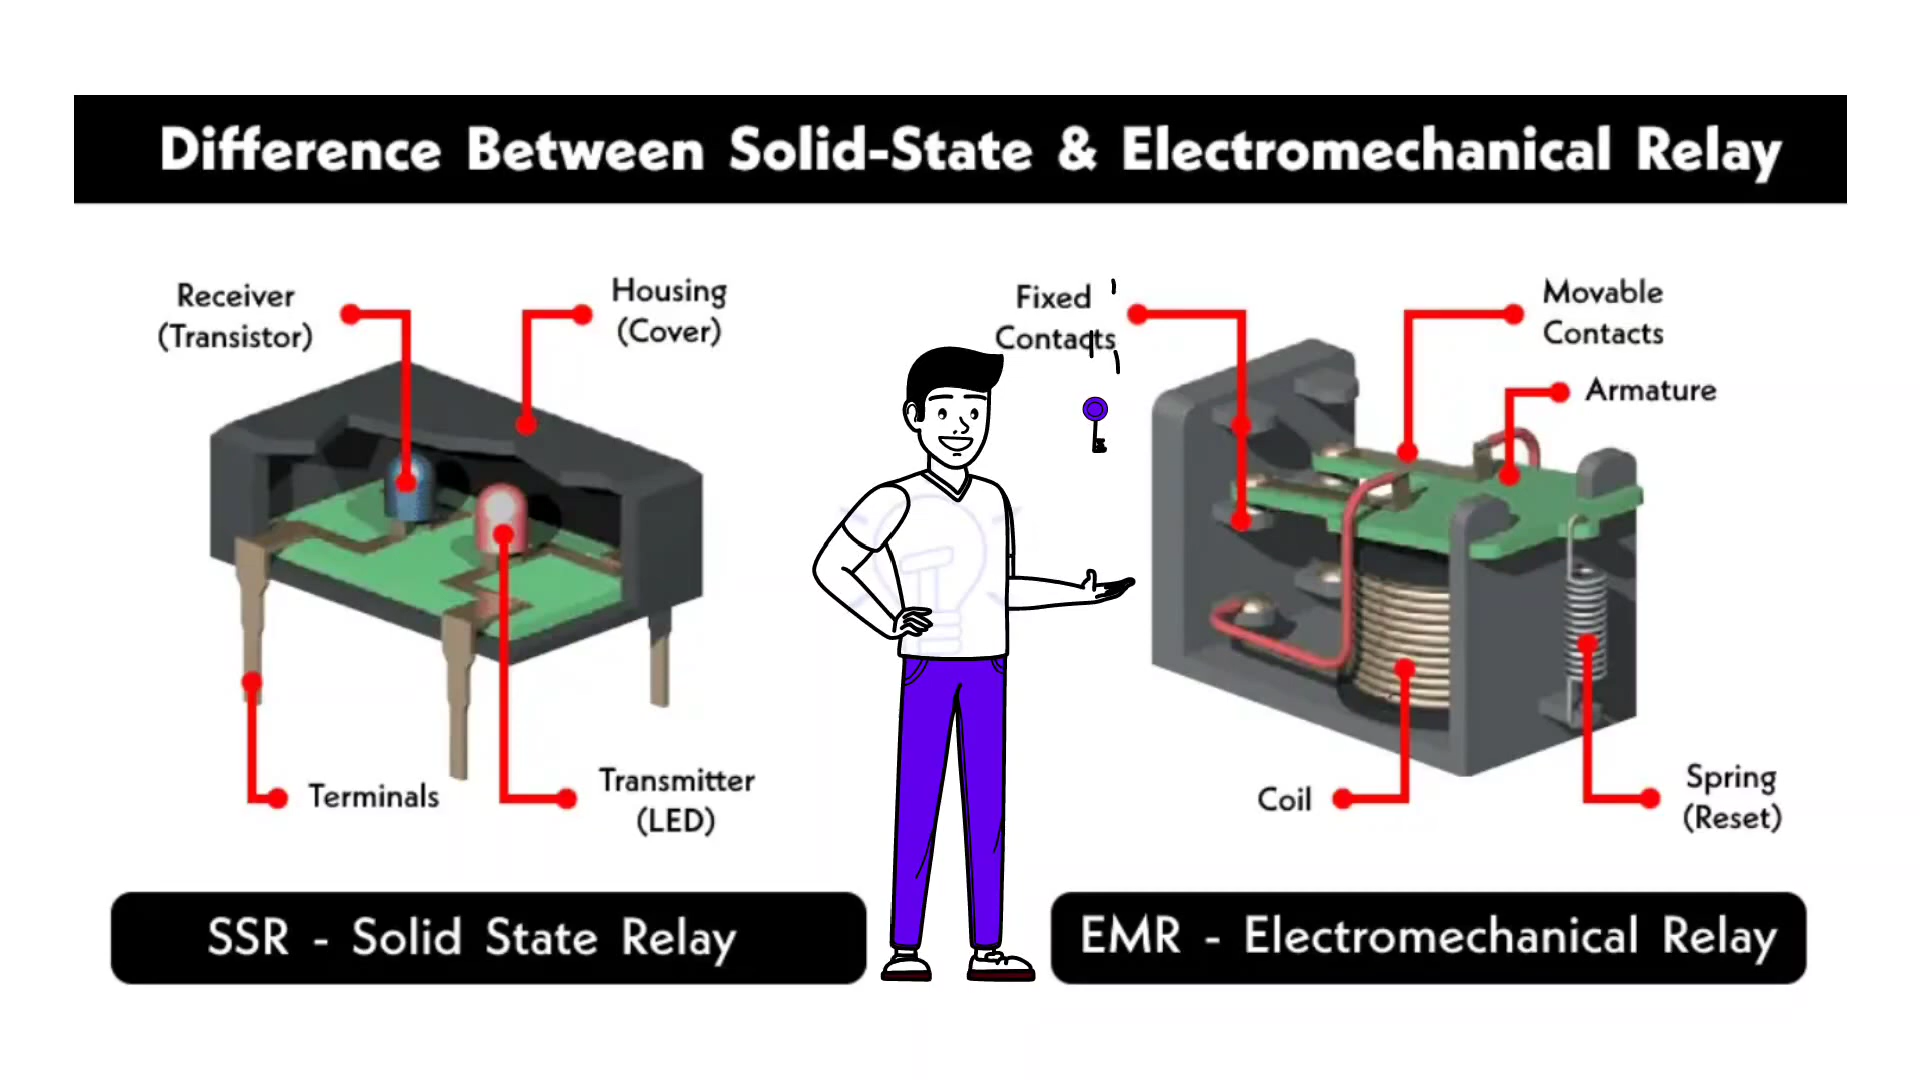 Difference Between Solid-State & Electromechanical Relay
Receiver
(Transistor)
Housing
(Cover)
Fixed
Contacts
Movable
Contacts
Armature
Terminals
Transmitter
(LED)
Coil
Spring
(Reset)
SSR - Solid State Relay
EMR - Electromechanical Relay